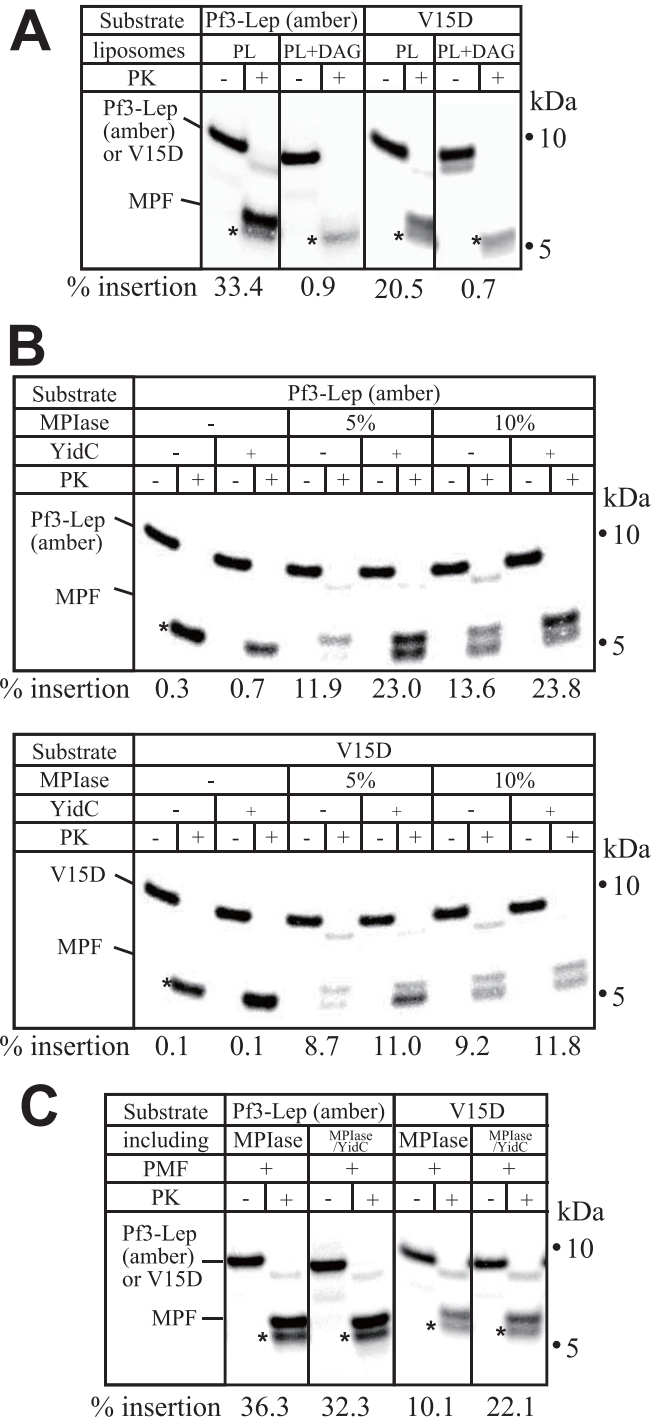 A
Substrate Pf3-Lep (amber) V15D
liposomes PL PL+DAG PL PL+DAG
PK - + - + - + - +
kDa
Pf3-Lep
(amber)
or V15D
•10
MPF
* * * *
•5
% insertion 33.4 0.9 20.5 0.7
B
Substrate Pf3-Lep (amber)
MPIase - 5% 10%
YidC - + - + - +
PK - + - + - + - + - + - +
kDa
Pf3-Lep
(amber)
•10
MPF
*
•5
% insertion 0.3 0.7 11.9 23.0 13.6 23.8
Substrate V15D
MPIase - 5% 10%
YidC - + - + - +
PK - + - + - + - + - + - +
kDa
V15D
•10
MPF
*
•5
% insertion 0.1 0.1 8.7 11.0 9.2 11.8
C
Substrate Pf3-Lep (amber) V15D
including MPIase MPIase/YidC MPIase MPIase/YidC
PMF + + + +
PK - + - + - + - +
kDa
Pf3-Lep
(amber)
or V15D
•10
MPF
* * * *
•5
% insertion 36.3 32.3 10.1 22.1